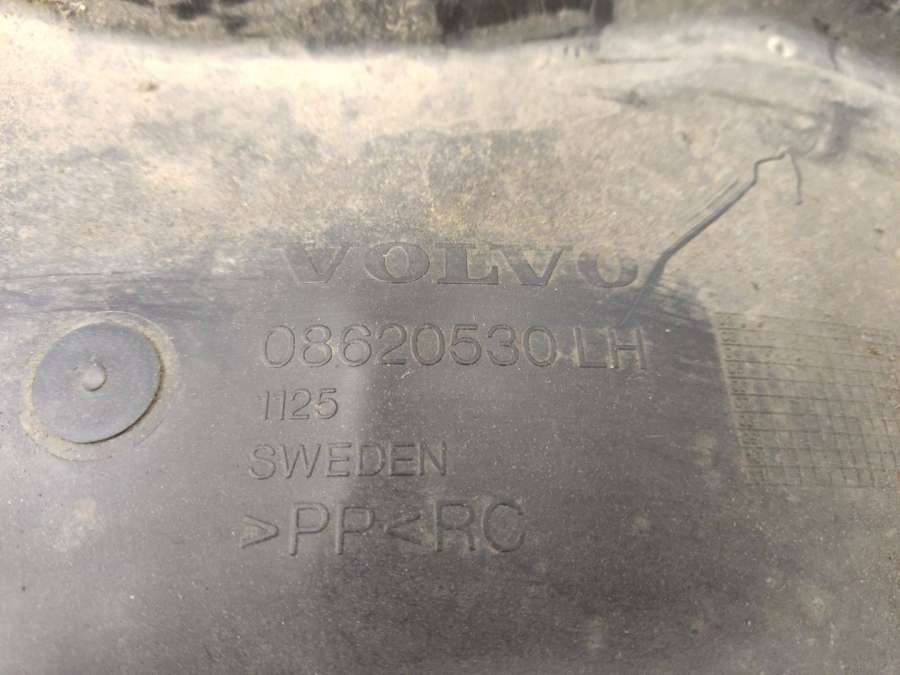 VOLVO
08620530 LH
1125
SWEDEN
>PP<RC